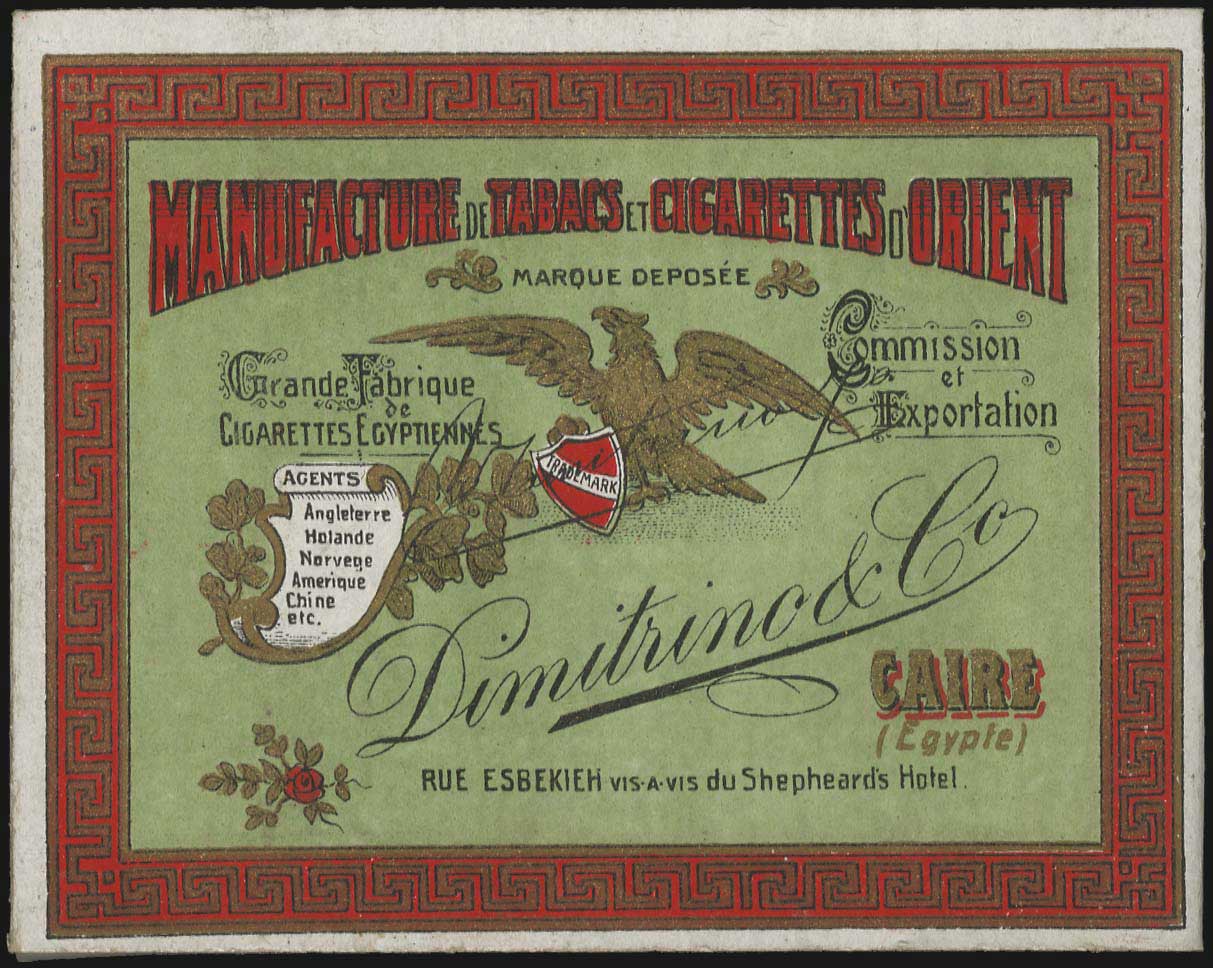 MANUFACTURE DE TABACS ET CIGARETTES D'ORIENT
MARQUE DEPOSÉE
Grande Fabrique
de
CIGARETTES EGYPTIENNES
Commission
et
Exportation
TRADEMARK
AGENTS
Angleterre
Holande
Norvege
Amerique
Chine
etc.
Dimitrino & Co
CAIRE
(Egypte)
RUE ESBEKIEH VIS-A-VIS du Shepheard's Hotel.